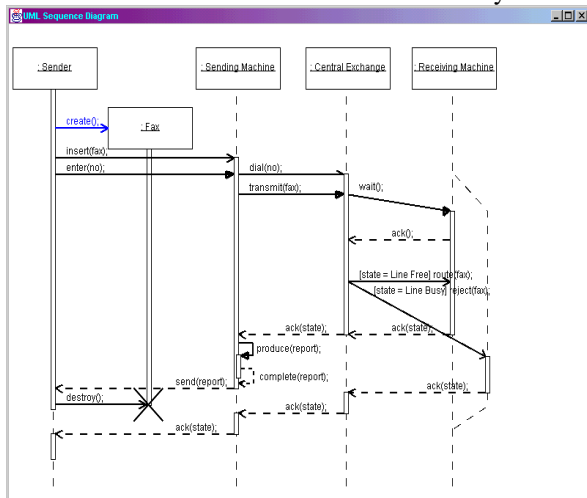 UML Sequence Diagram
: Sender
: Sending Machine
: Central Exchange
: Receiving Machine
create();
: Fax
insert(fax);
enter(no);
dial(no);
transmit(fax);
wait();
ack();
[state = Line Free] route(fax);
[state = Line Busy] reject(fax);
ack(state);
ack(state);
produce(report);
complete(report);
send(report);
ack(state);
destroy();
ack(state);
ack(state);